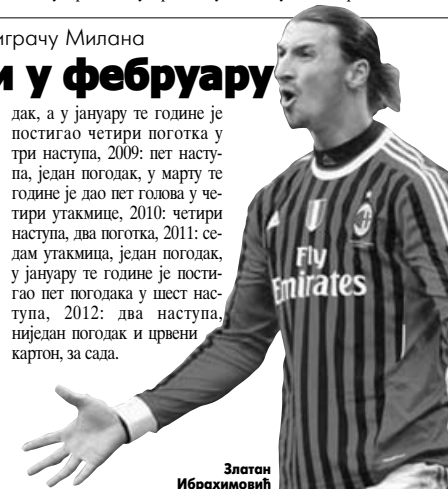 играчу Милана
и у фебруару
дак, а у јануару те године је
постигао четири поготка у
три наступа, 2009: пет насту-
па, један погодак, у марту те
године је дао пет голова у че-
тири утакмице, 2010: четири
наступа, два поготка, 2011: се-
дам утакмица, један погодак,
у јануару те године је пости-
гао пет погодака у шест нас-
тупа, 2012: два наступа,
ниједан погодак и црвени
картон, за сада.
Fly
Emirates
Златан
Ибрахимовић